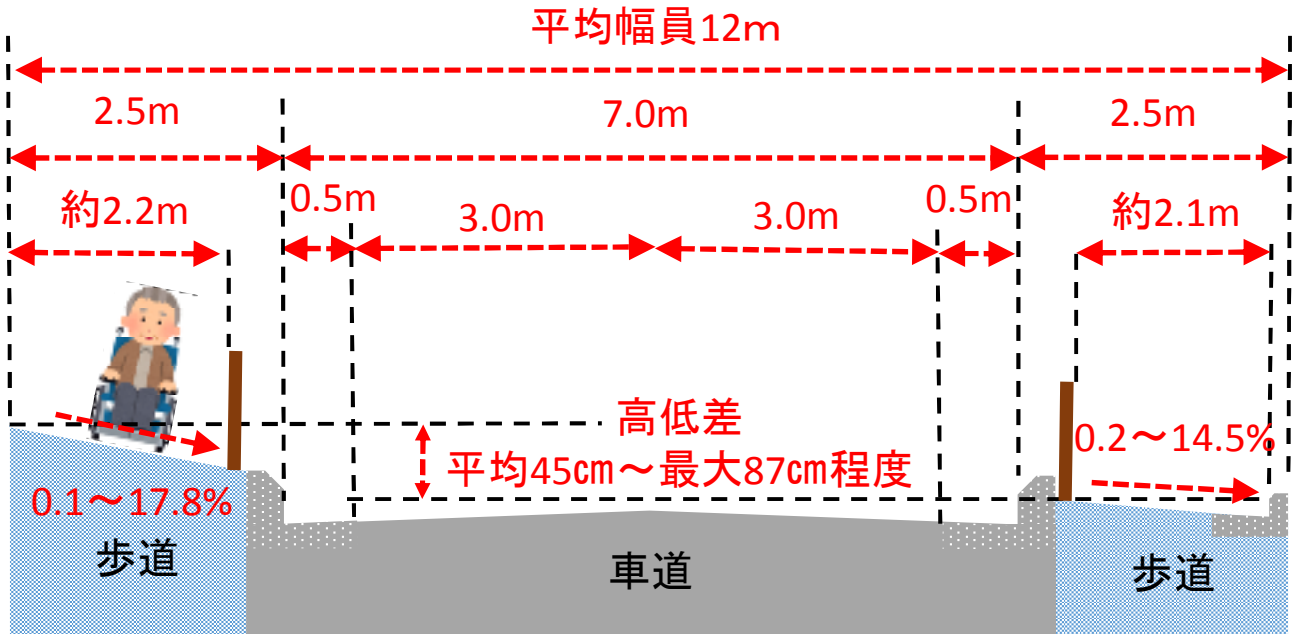 平均幅員12m
2.5m
7.0m
2.5m
約2.2m
0.5m
3.0m
3.0m
0.5m
約2.1m
高低差
平均45㎝～最大87㎝程度
0.2～14.5%
0.1～17.8%
歩道
車道
歩道